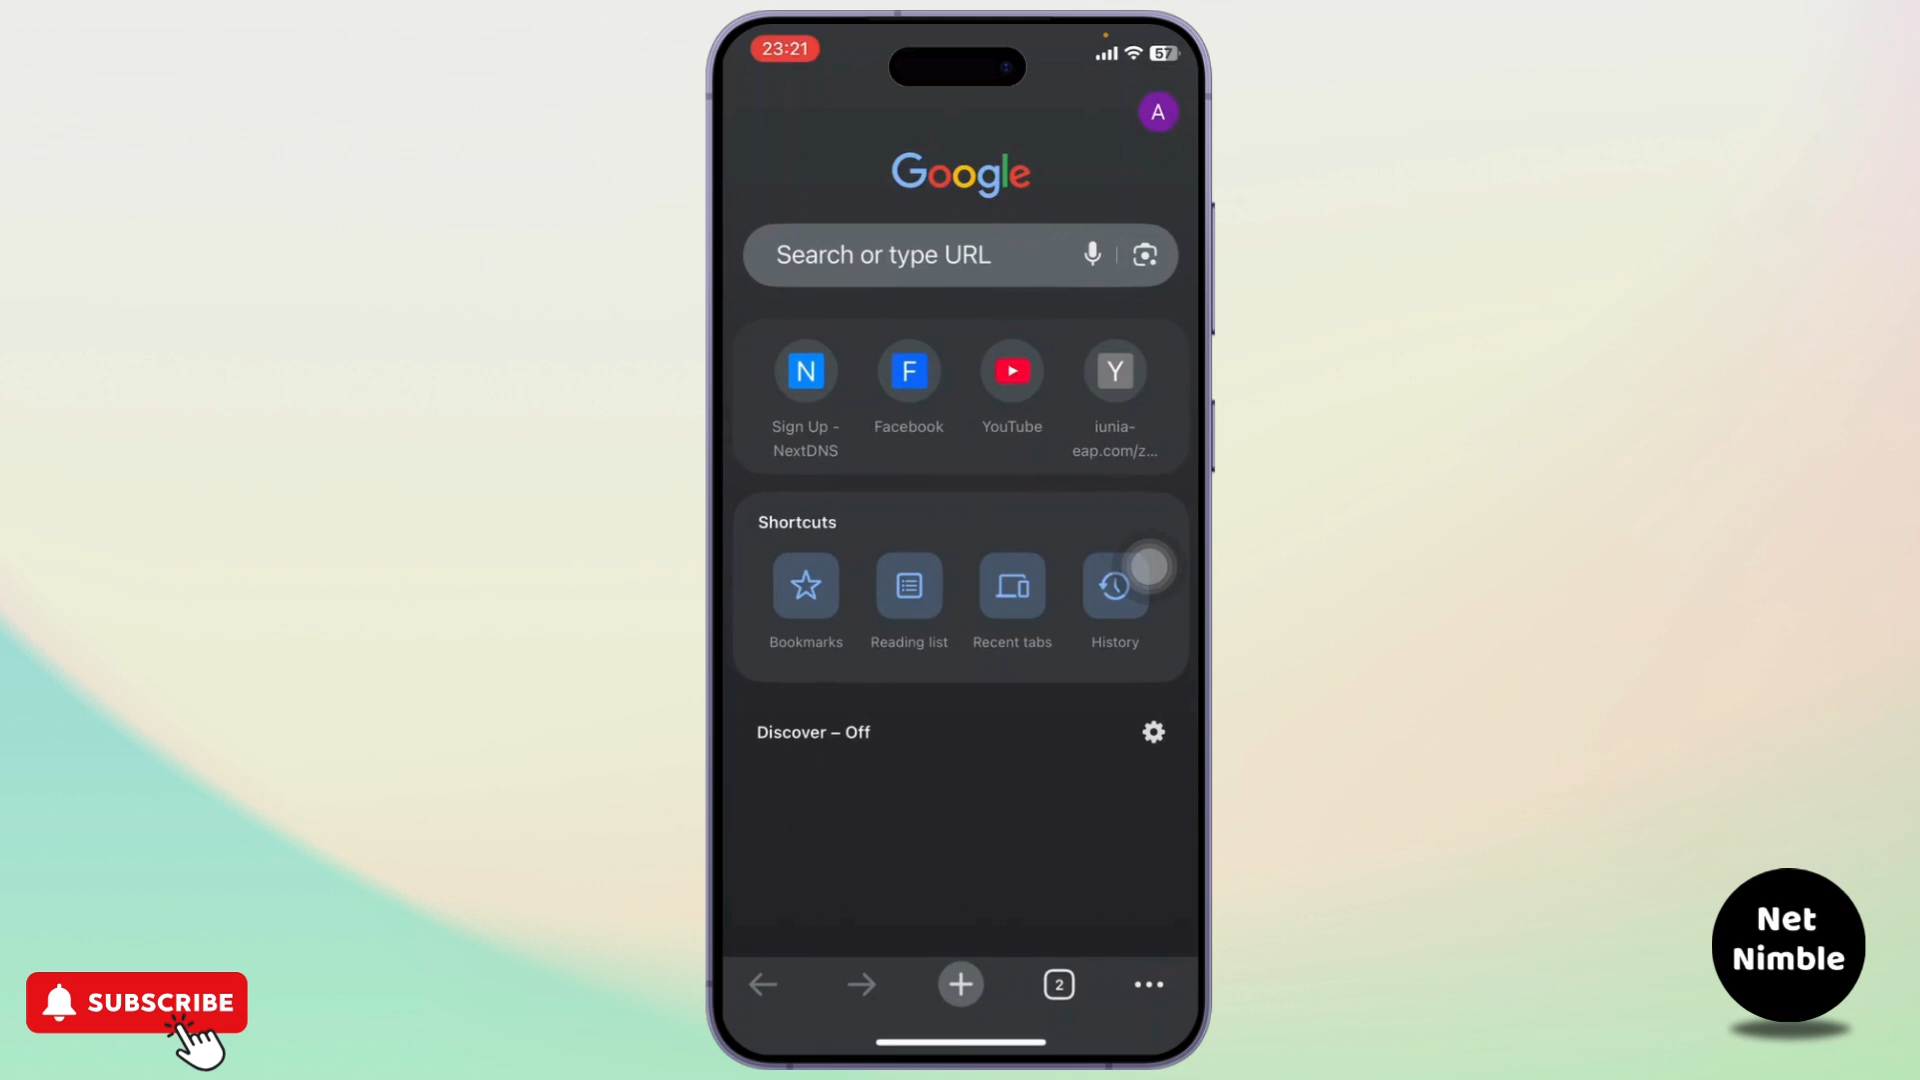 23:21
57
A
Google
Search or type URL
N
F
Y
Sign Up -
NextDNS
Facebook
YouTube
iunia-
eap.com/z...
Shortcuts
Bookmarks
Reading list
Recent tabs
History
Discover – Off
2
SUBSCRIBE
Net
Nimble